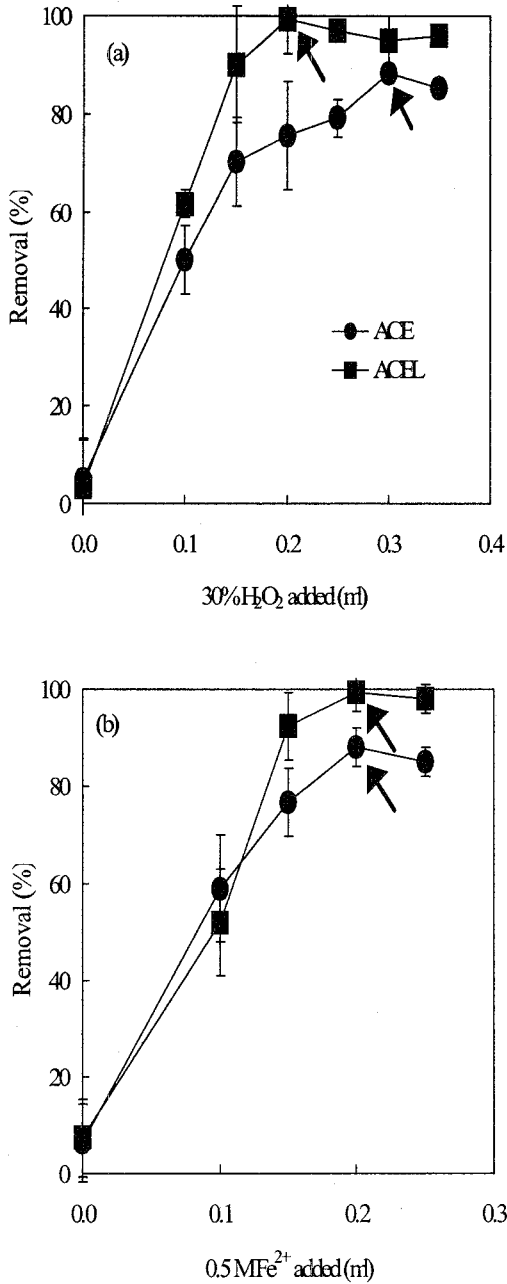 100
(a)
80
60
Removal (%)
40
ACE
ACEL
20
0
0.0 0.1 0.2 0.3 0.4
30% H₂O₂ added (ml)
100
(b)
80
60
Removal (%)
40
20
0
0.0 0.1 0.2 0.3
0.5 M Fe²⁺ added (ml)